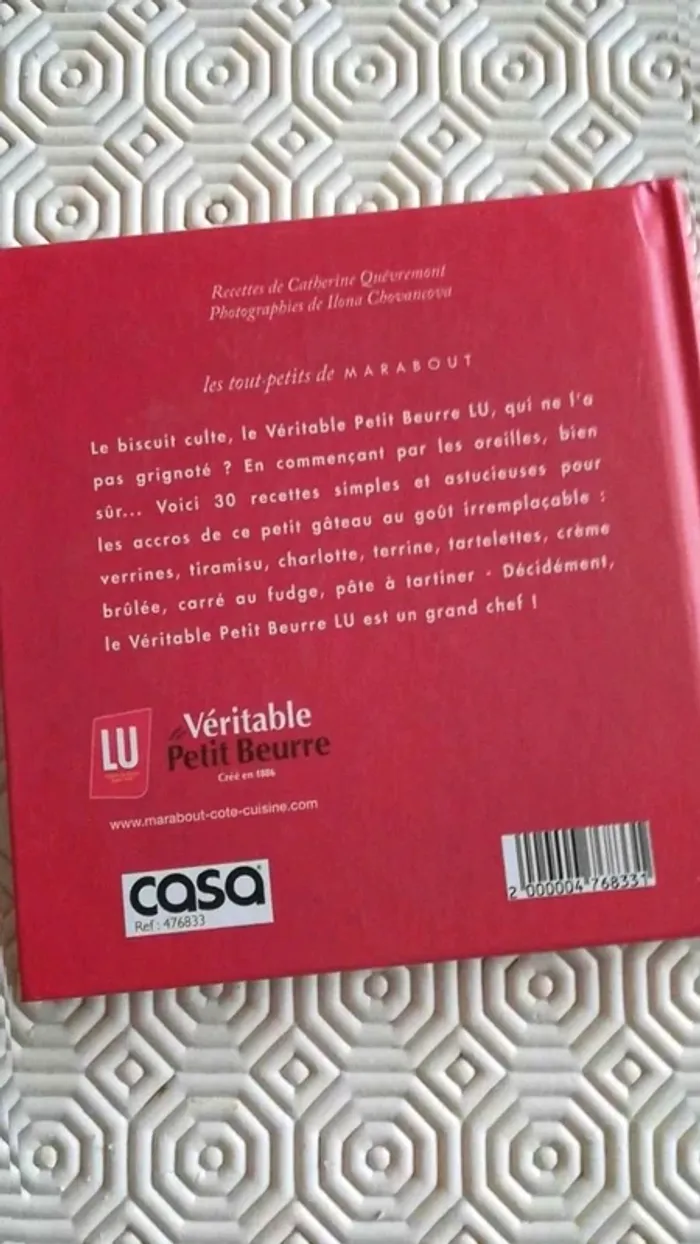 Recettes de Catherine Quévremont
Photographies de Ilona Chovancova
les tout-petits de MARABOUT
Le biscuit culte, le Véritable Petit Beurre LU, qui ne l'a
pas grignoté ? En commençant par les oreilles, bien
sûr... Voici 30 recettes simples et astucieuses pour
les accros de ce petit gâteau au goût irremplaçable :
verrines, tiramisu, charlotte, terrine, tartelettes, crème
brûlée, carré au fudge, pâte à tartiner - Décidément,
le Véritable Petit Beurre LU est un grand chef !
LU
le Véritable
Petit Beurre
Créé en 1886
www.marabout-cote-cuisine.com
casa
Ref : 476833
2 000004 768331